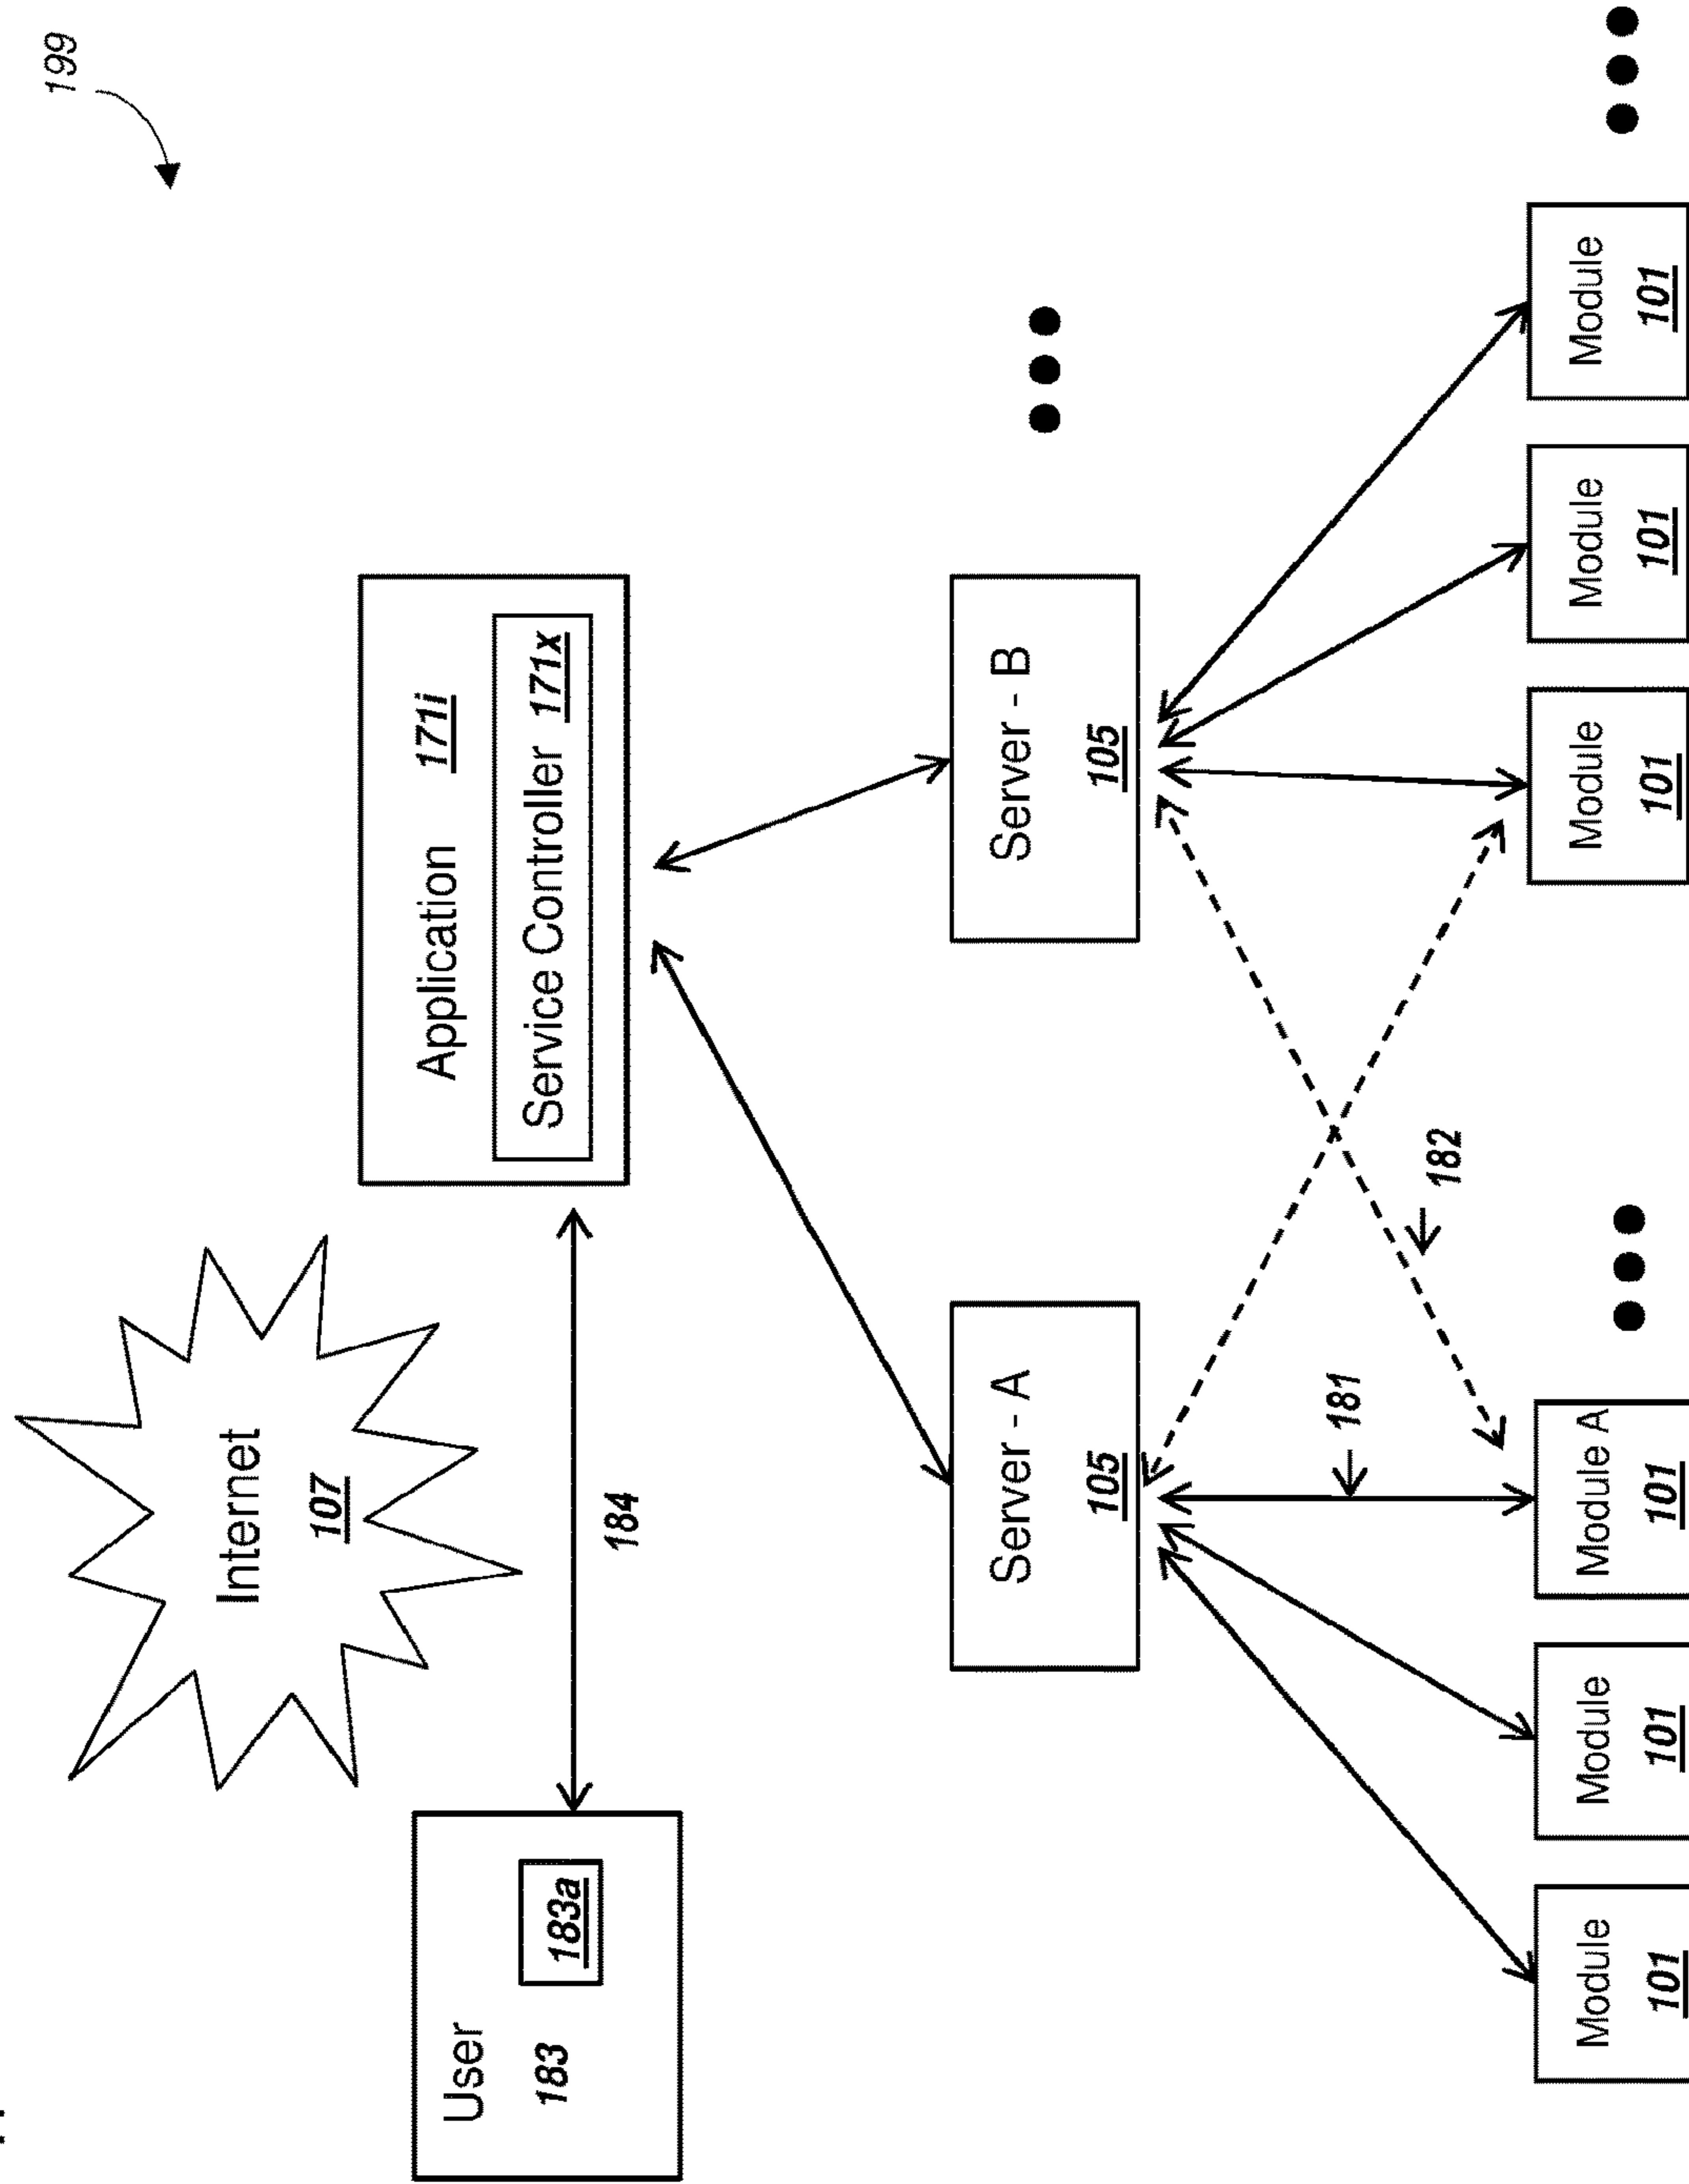 199
Internet
107
User
183
183a
184
Application
171i
Service Controller 171x
Server - A
105
Server - B
105
181
182
Module
101
Module
101
Module A
101
Module
101
Module
101
Module
101